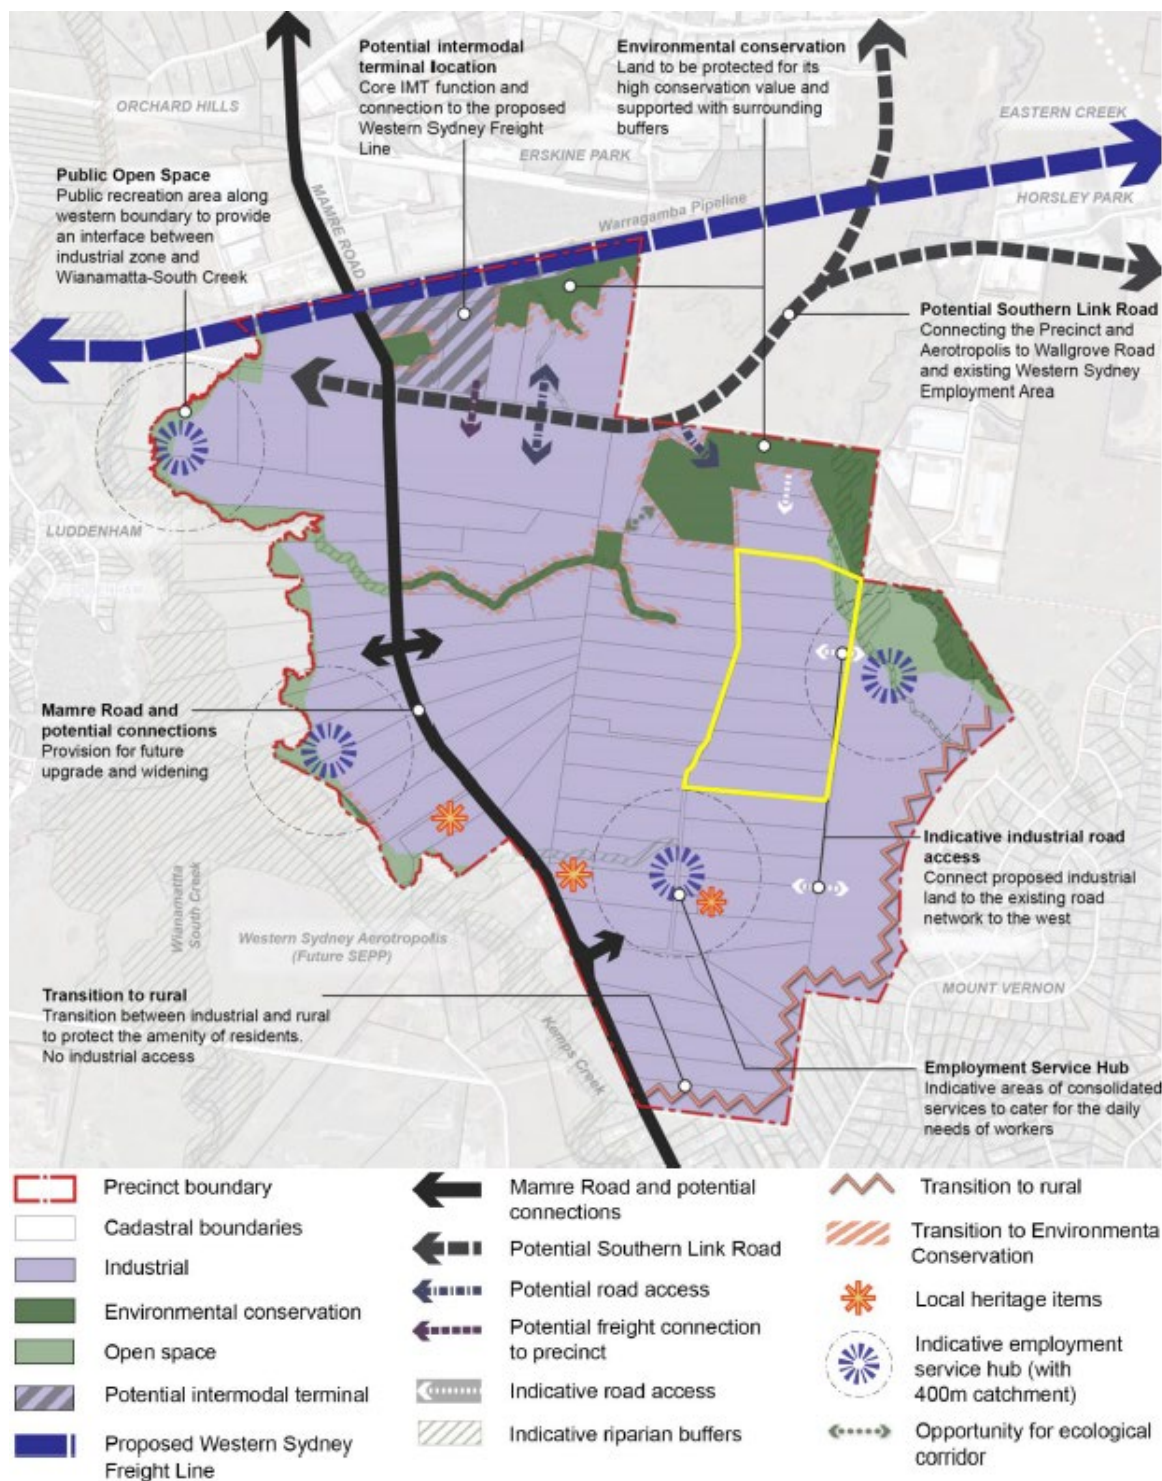 Potential intermodal
terminal location
Core IMT function and
connection to the proposed
Western Sydney Freight
Line
Environmental conservation
Land to be protected for its
high conservation value and
supported with surrounding
buffers
ORCHARD HILLS
ERSKINE PARK
EASTERN CREEK
HORSLEY PARK
Public Open Space
Public recreation area along
western boundary to provide
an interface between
industrial zone and
Wianamatta-South Creek
MAMRE ROAD
Warragamba Pipeline
Potential Southern Link Road
Connecting the Precinct and
Aerotropolis to Wallgrove Road
and existing Western Sydney
Employment Area
LUDDENHAM
Mamre Road and
potential connections
Provision for future
upgrade and widening
Indicative industrial road
access
Connect proposed industrial
land to the existing road
network to the west
Wianamattta
South Creek
Western Sydney Aerotropolis
(Future SEPP)
Transition to rural
Transition between industrial and rural
to protect the amenity of residents.
No industrial access
Kemps Creek
MOUNT VERNON
Employment Service Hub
Indicative areas of consolidated
services to cater for the daily
needs of workers
Precinct boundary
Cadastral boundaries
Industrial
Environmental conservation
Open space
Potential intermodal terminal
Proposed Western Sydney
Freight Line
Mamre Road and potential
connections
Potential Southern Link Road
Potential road access
Potential freight connection
to precinct
Indicative road access
Indicative riparian buffers
Transition to rural
Transition to Environmenta
Conservation
Local heritage items
Indicative employment
service hub (with
400m catchment)
Opportunity for ecological
corridor